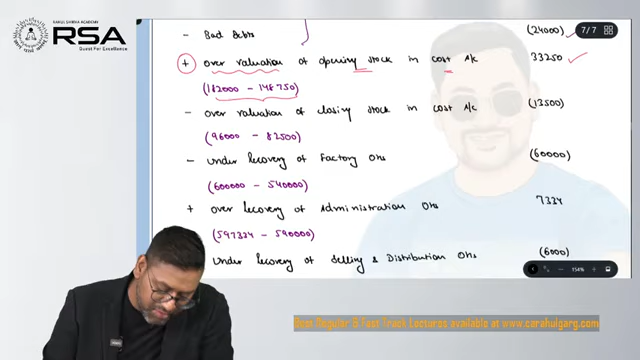 RAHUL SHARMA ACADEMY
RSA
Quest For Excellence
7/7
- Bad Debts (24000)
+ over valuation of opening stock in cost A/c 33250
(182000 - 148750)
- over valuation of closing stock in cost A/c (13500)
(96000 - 82500)
- under recovery of Factory OHs (60000)
(600000 - 540000)
+ over Recovery of Administration OHs 7334
(597334 - 590000)
under Recovery of Selling & Distribution OHs (6000)
154%
Best Regular & Fast Track Lectures available at www.carahulgarg.com